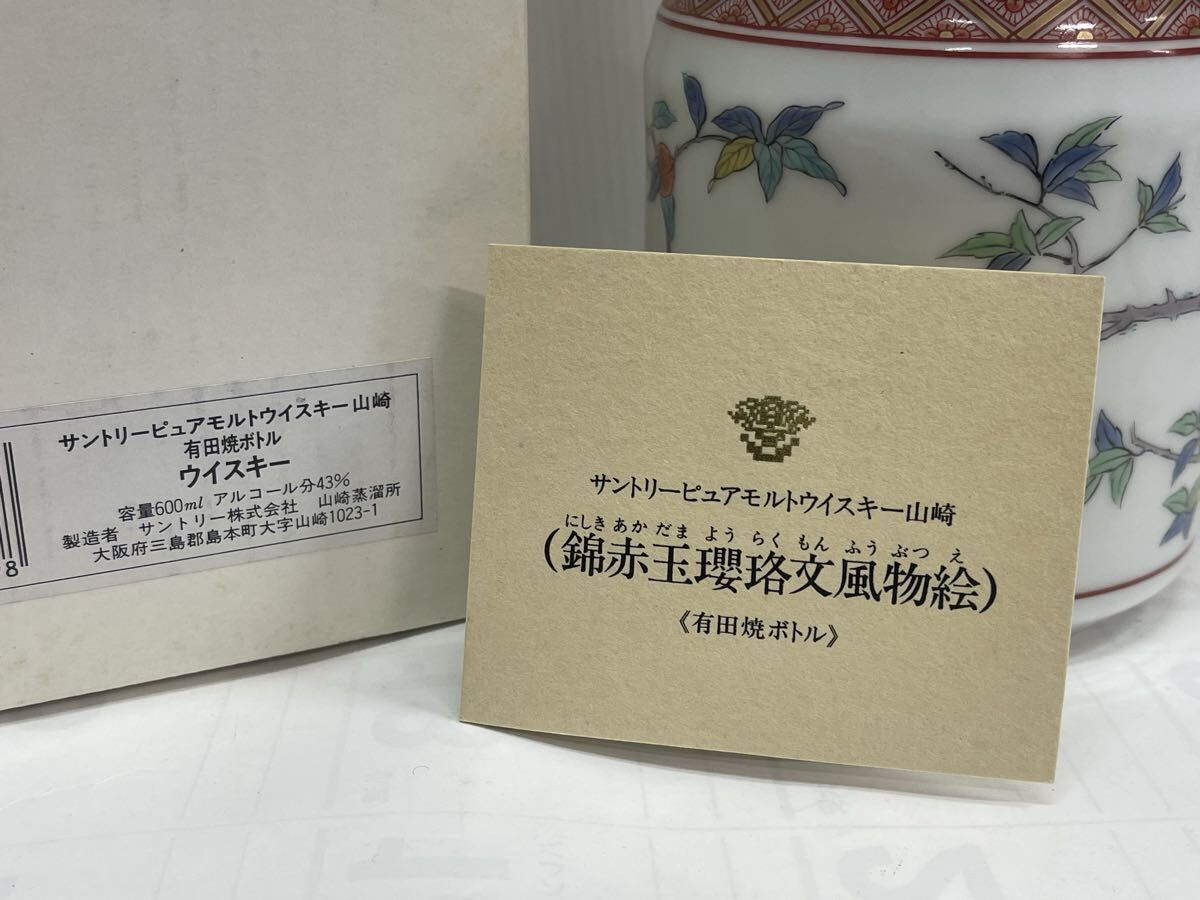 サントリーピュアモルトウイスキー山崎
有田焼ボトル
ウイスキー
容量600ml アルコール分43%
製造者 サントリー株式会社 山崎蒸溜所
大阪府三島郡島本町大字山崎1023-1
8
サントリーピュアモルトウイスキー山崎
にしき あか だま よう らく もん ふう ぶつ え
(錦赤玉瓔珞文風物絵)
《有田焼ボトル》